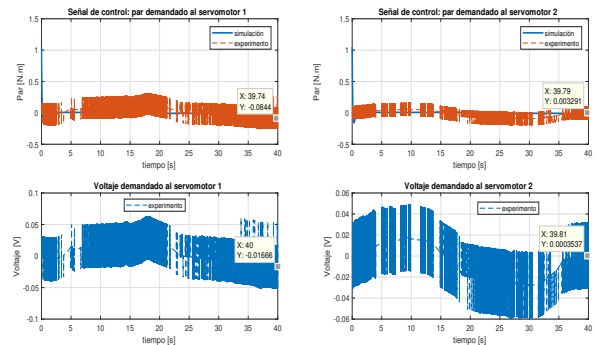 Señal de control: par demandado al servomotor 1
1.5
1
0.5
0
-0.5
Par [N.m]
simulación
experimento
X: 39.74
Y: -0.0844
0 5 10 15 20 25 30 35 40
tiempo [s]
Señal de control: par demandado al servomotor 2
1.5
1
0.5
0
-0.5
Par [N.m]
simulación
experimento
X: 39.79
Y: 0.003291
0 5 10 15 20 25 30 35 40
tiempo [s]
Voltaje demandado al servomotor 1
0.1
0.05
0
-0.05
-0.1
Voltaje [V]
experimento
X: 40
Y: -0.01666
0 5 10 15 20 25 30 35 40
tiempo [s]
Voltaje demandado al servomotor 2
0.06
0.04
0.02
0
-0.02
-0.04
-0.06
Voltaje [V]
experimento
X: 39.81
Y: 0.0003537
0 5 10 15 20 25 30 35 40
tiempo [s]